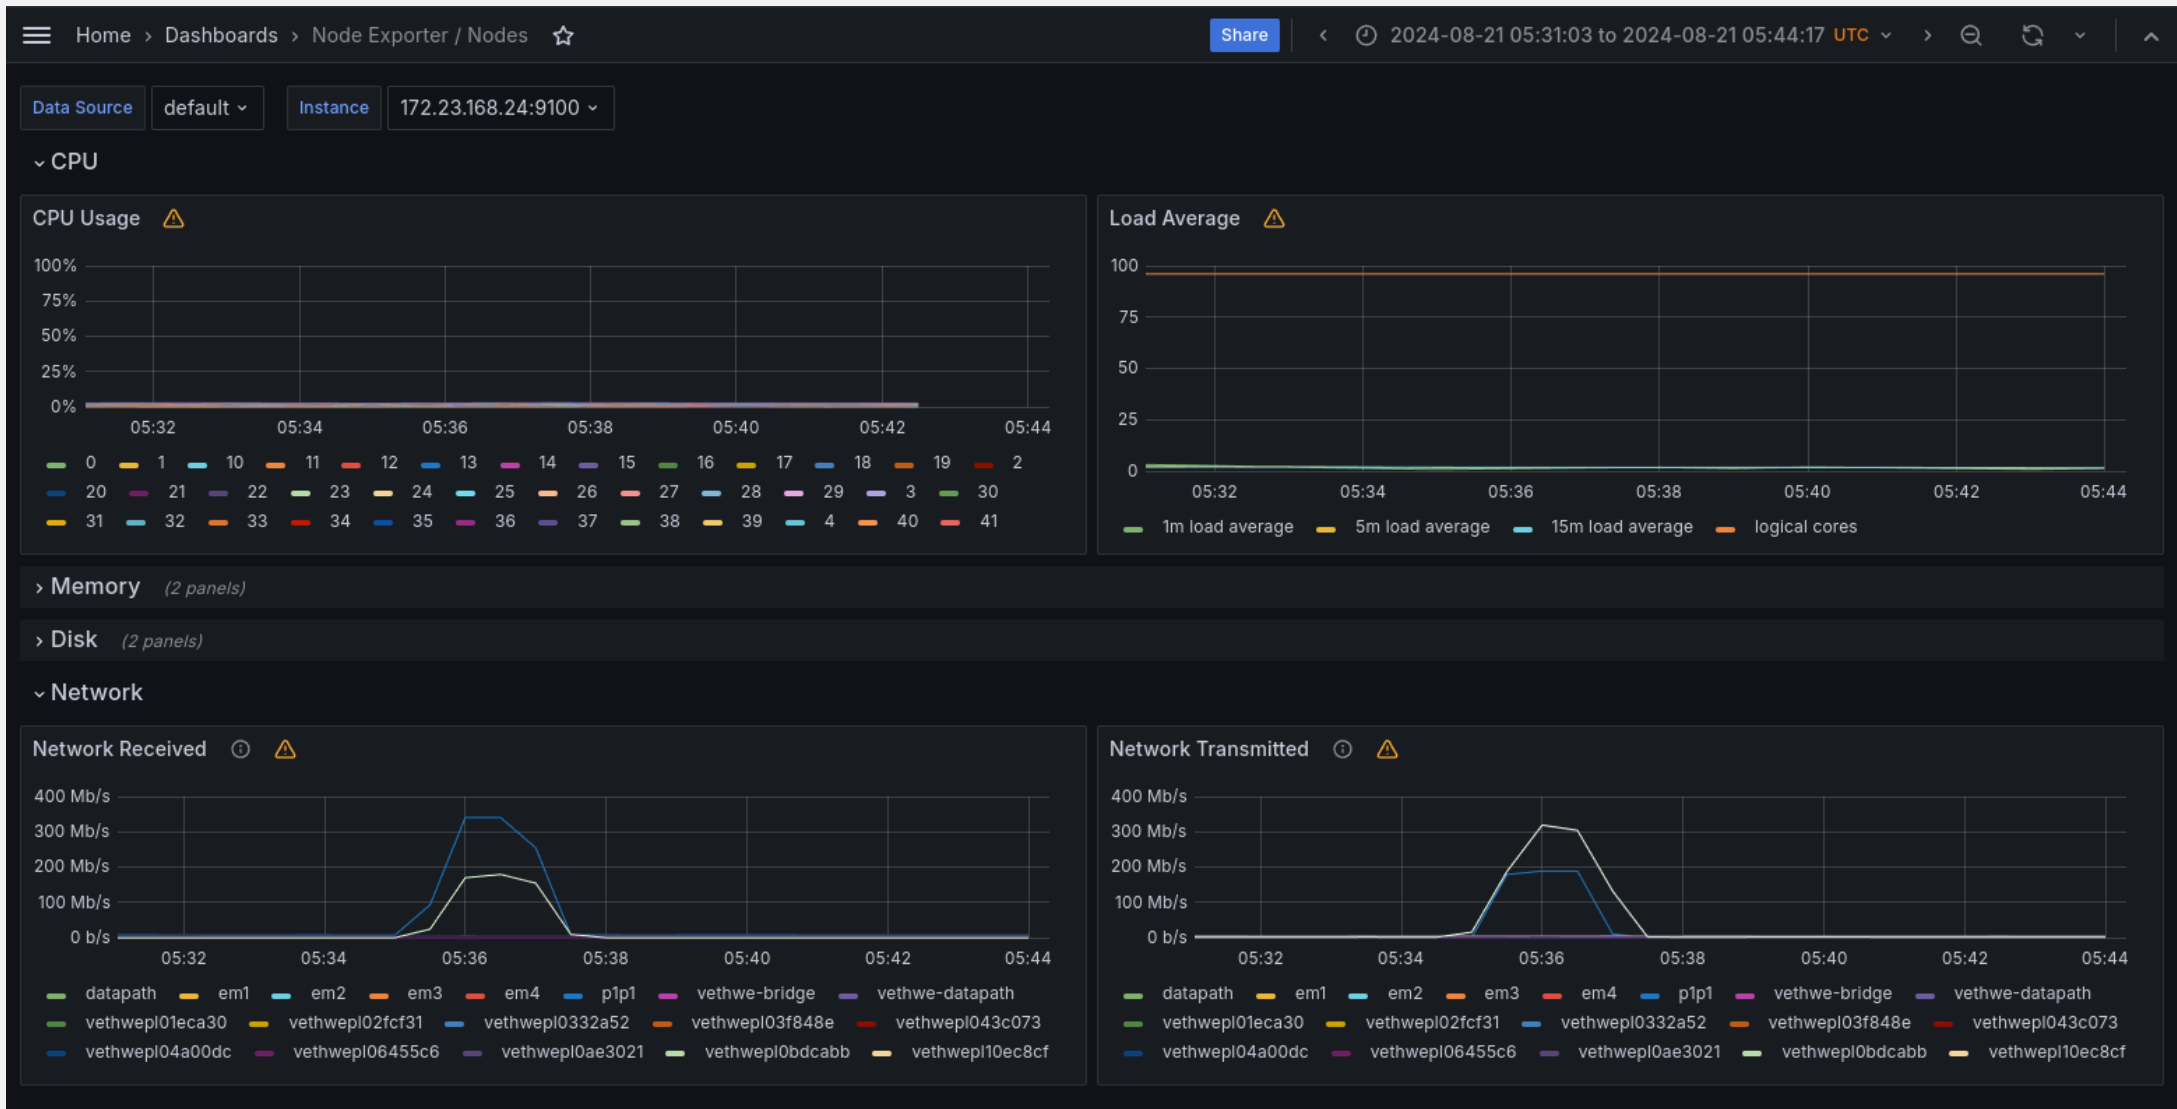 Home › Dashboards › Node Exporter / Nodes Share 2024-08-21 05:31:03 to 2024-08-21 05:44:17 UTC
Data Source default Instance 172.23.168.24:9100
CPU
CPU Usage
100%
75%
50%
25%
0%
05:32 05:34 05:36 05:38 05:40 05:42 05:44
0 1 10 11 12 13 14 15 16 17 18 19 2
20 21 22 23 24 25 26 27 28 29 3 30
31 32 33 34 35 36 37 38 39 4 40 41
Load Average
100
75
50
25
0
05:32 05:34 05:36 05:38 05:40 05:42 05:44
1m load average 5m load average 15m load average logical cores
Memory (2 panels)
Disk (2 panels)
Network
Network Received
400 Mb/s
300 Mb/s
200 Mb/s
100 Mb/s
0 b/s
05:32 05:34 05:36 05:38 05:40 05:42 05:44
datapath em1 em2 em3 em4 p1p1 vethwe-bridge vethwe-datapath
vethwepl01eca30 vethwepl02fcf31 vethwepl0332a52 vethwepl03f848e vethwepl043c073
vethwepl04a00dc vethwepl06455c6 vethwepl0ae3021 vethwepl0bdcabb vethwepl10ec8cf
Network Transmitted
400 Mb/s
300 Mb/s
200 Mb/s
100 Mb/s
0 b/s
05:32 05:34 05:36 05:38 05:40 05:42 05:44
datapath em1 em2 em3 em4 p1p1 vethwe-bridge vethwe-datapath
vethwepl01eca30 vethwepl02fcf31 vethwepl0332a52 vethwepl03f848e vethwepl043c073
vethwepl04a00dc vethwepl06455c6 vethwepl0ae3021 vethwepl0bdcabb vethwepl10ec8cf